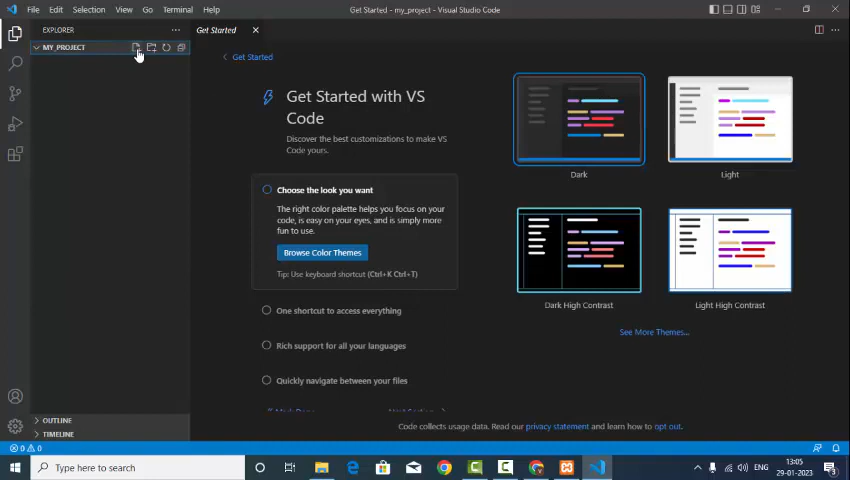 File Edit Selection View Go Terminal Help
Get Started - my_project - Visual Studio Code
EXPLORER
Get Started
MY_PROJECT
Get Started
Get Started with VS
Code
Discover the best customizations to make VS
Code yours.
Choose the look you want
The right color palette helps you focus on your
code, is easy on your eyes, and is simply more
fun to use.
Browse Color Themes
Tip: Use keyboard shortcut (Ctrl+K Ctrl+T)
One shortcut to access everything
Rich support for all your languages
Quickly navigate between your files
Dark
Light
Dark High Contrast
Light High Contrast
See More Themes...
OUTLINE
TIMELINE
Code collects usage data. Read our privacy statement and learn how to opt out.
0 0
Type here to search
ENG
13:05
29-01-2023
3